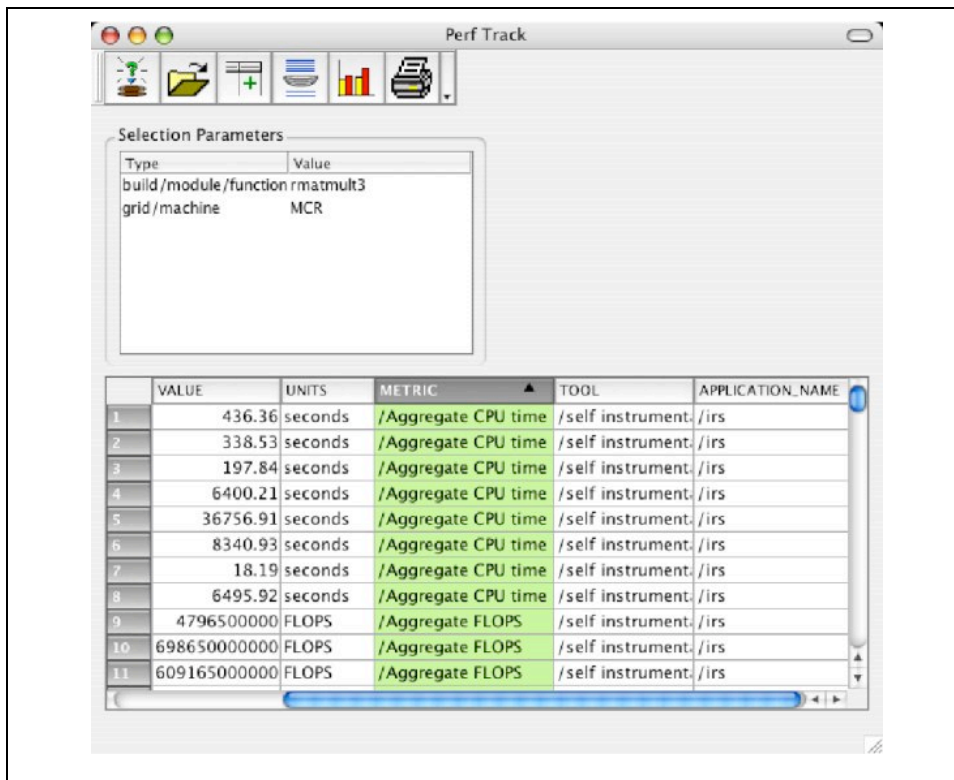 Perf Track
Selection Parameters
Type Value
build/module/function rmatmult3
grid/machine MCR
VALUE UNITS METRIC TOOL APPLICATION_NAME
1 436.36 seconds /Aggregate CPU time /self instrument. /irs
2 338.53 seconds /Aggregate CPU time /self instrument. /irs
3 197.84 seconds /Aggregate CPU time /self instrument. /irs
4 6400.21 seconds /Aggregate CPU time /self instrument. /irs
5 36756.91 seconds /Aggregate CPU time /self instrument. /irs
6 8340.93 seconds /Aggregate CPU time /self instrument. /irs
7 18.19 seconds /Aggregate CPU time /self instrument. /irs
8 6495.92 seconds /Aggregate CPU time /self instrument. /irs
9 4796500000 FLOPS /Aggregate FLOPS /self instrument. /irs
10 698650000000 FLOPS /Aggregate FLOPS /self instrument. /irs
11 609165000000 FLOPS /Aggregate FLOPS /self instrument. /irs